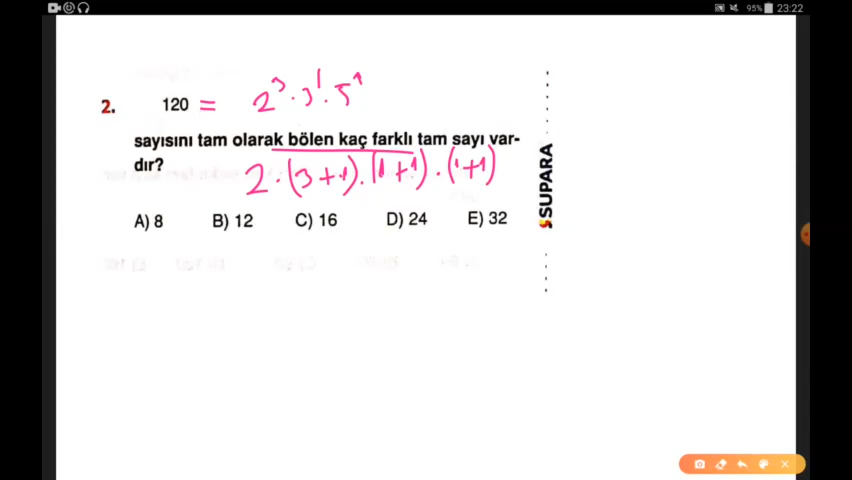 95% 23:22
2. 120 = 2³ · 3¹ · 5¹
sayısını tam olarak bölen kaç farklı tam sayı var-
dır?
2 · (3+1) · (1+1) · (1+1)
A) 8 B) 12 C) 16 D) 24 E) 32
SUPARA